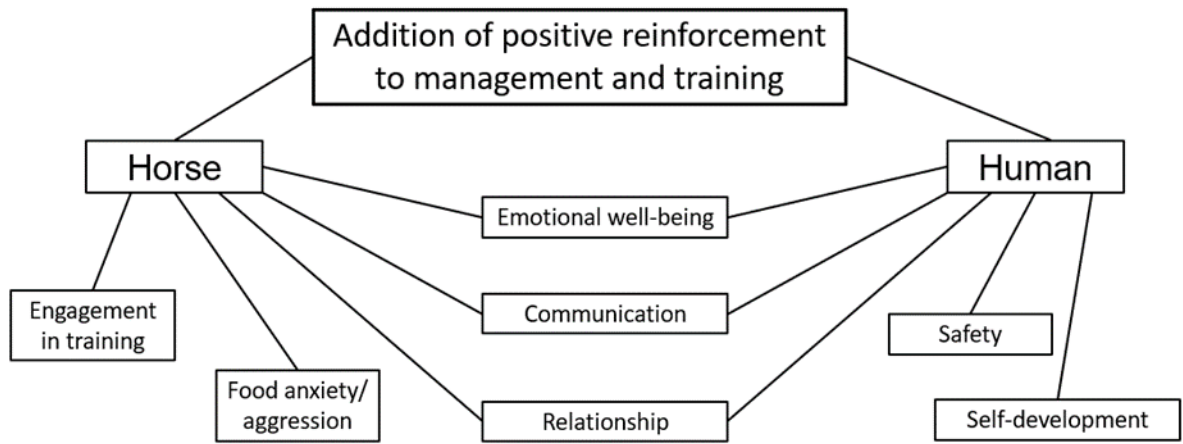 Addition of positive reinforcement
to management and training
Horse
Human
Emotional well-being
Engagement
in training
Communication
Safety
Food anxiety/
aggression
Relationship
Self-development